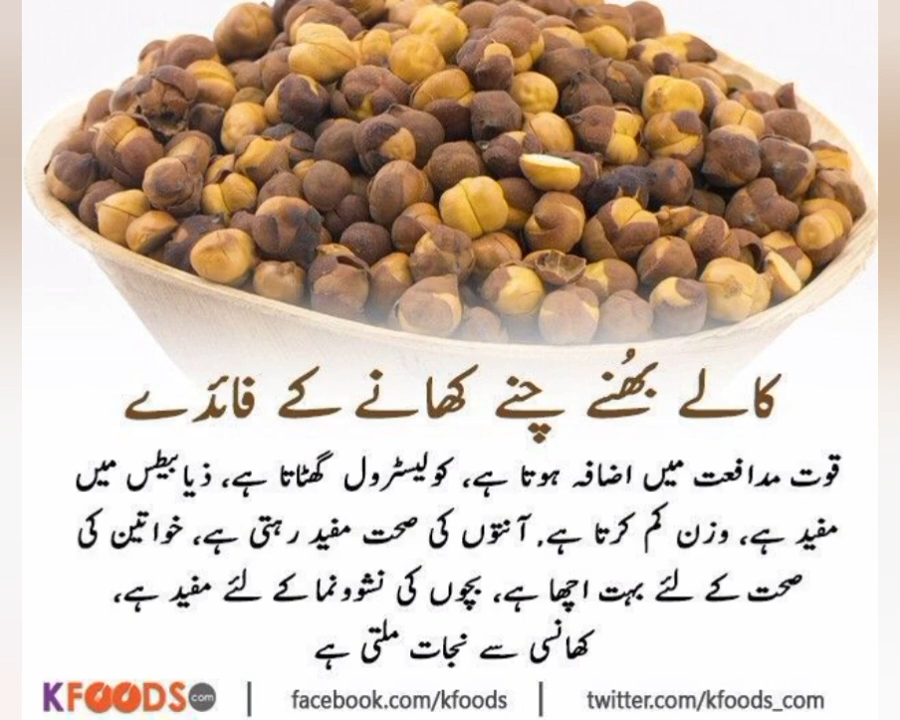 کالے بھُنے چنے کھانے کے فائدے
قوت مدافعت میں اضافہ ہوتا ہے، کولیسٹرول گھٹاتا ہے، ذیابیطس میں
مفید ہے، وزن کم کرتا ہے. آنتوں کی صحت مفید رہتی ہے، خواتین کی
صحت کے لئے بہت اچھا ہے، بچوں کی نشوونما کے لئے مفید ہے،
کھانسی سے نجات ملتی ہے
KFOODS.com | facebook.com/kfoods | twitter.com/kfoods_com